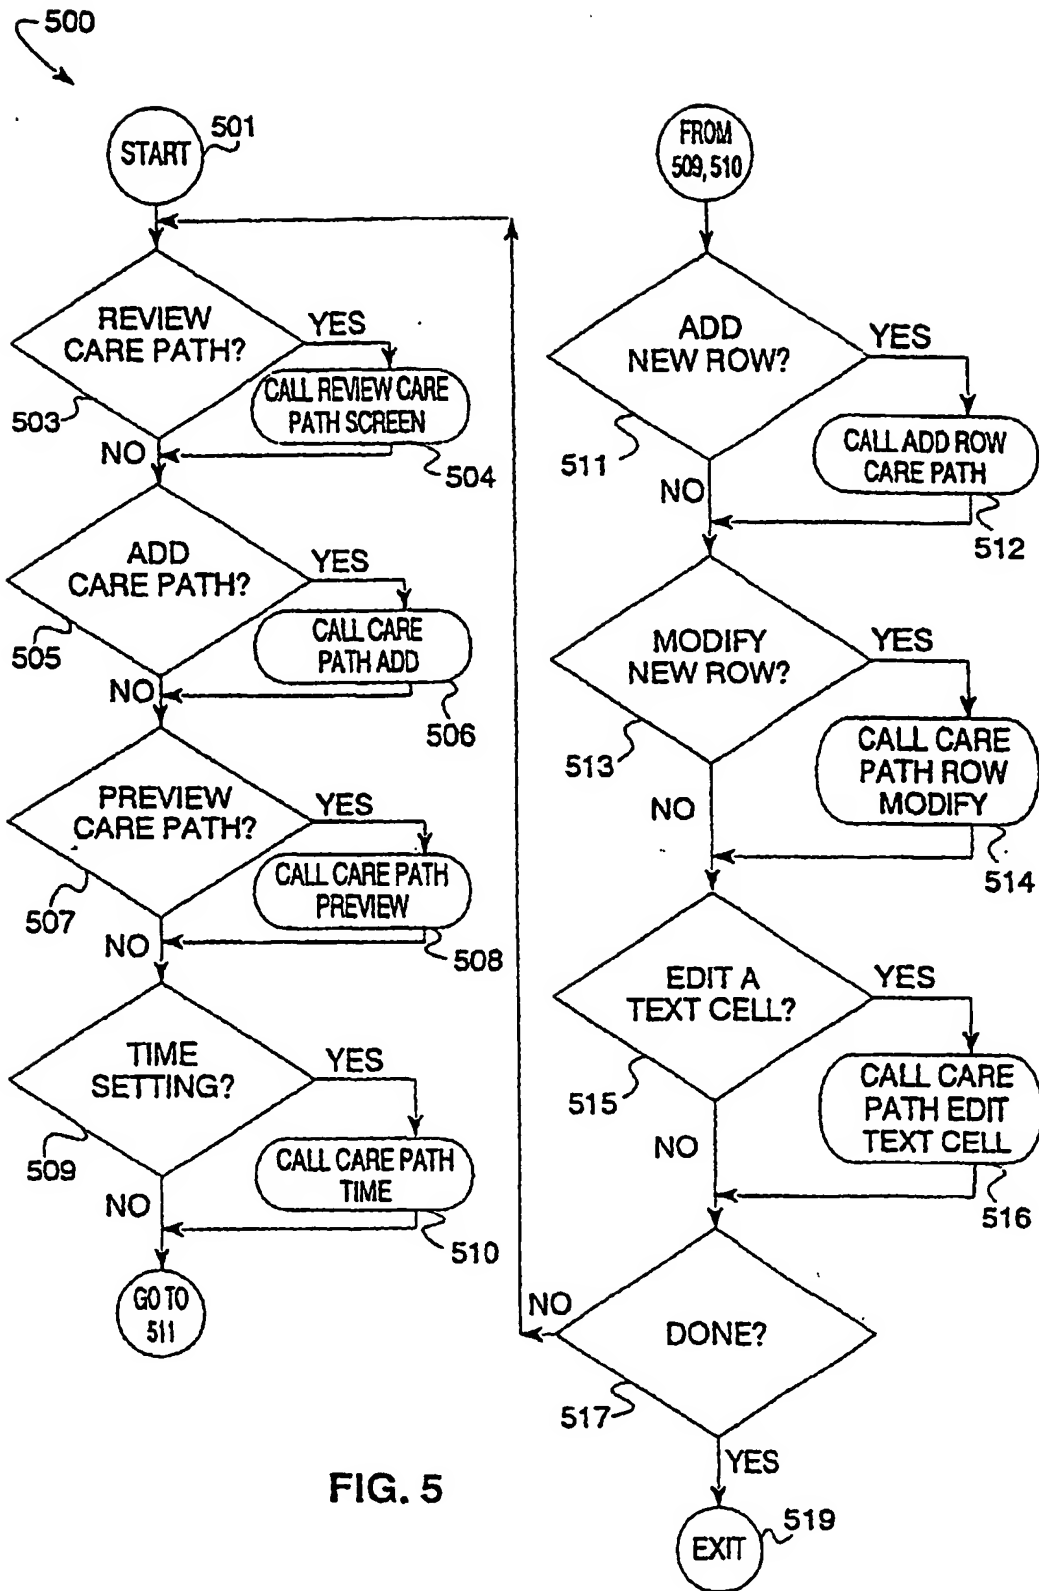 500
START
501
REVIEW
CARE PATH?
YES
503
CALL REVIEW CARE
PATH SCREEN
NO
504
ADD
CARE PATH?
YES
505
CALL CARE
PATH ADD
NO
506
PREVIEW
CARE PATH?
YES
507
CALL CARE PATH
PREVIEW
NO
508
TIME
SETTING?
YES
509
CALL CARE PATH
TIME
NO
510
GO TO
511
FROM
509, 510
ADD
NEW ROW?
YES
511
CALL ADD ROW
CARE PATH
NO
512
MODIFY
NEW ROW?
YES
513
CALL CARE
PATH ROW
MODIFY
NO
514
EDIT A
TEXT CELL?
YES
515
CALL CARE
PATH EDIT
TEXT CELL
NO
516
DONE?
NO
517
YES
EXIT
519
FIG. 5